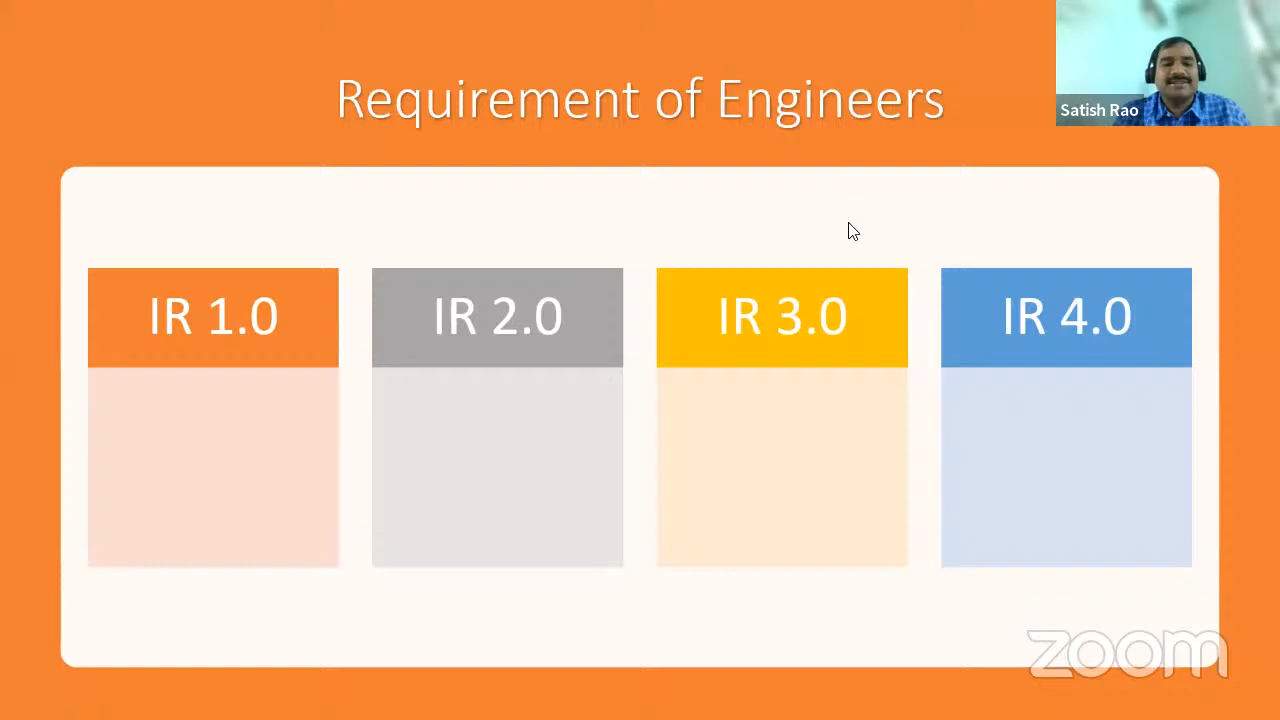 Requirement of Engineers
Satish Rao
IR 1.0
IR 2.0
IR 3.0
IR 4.0
zoom